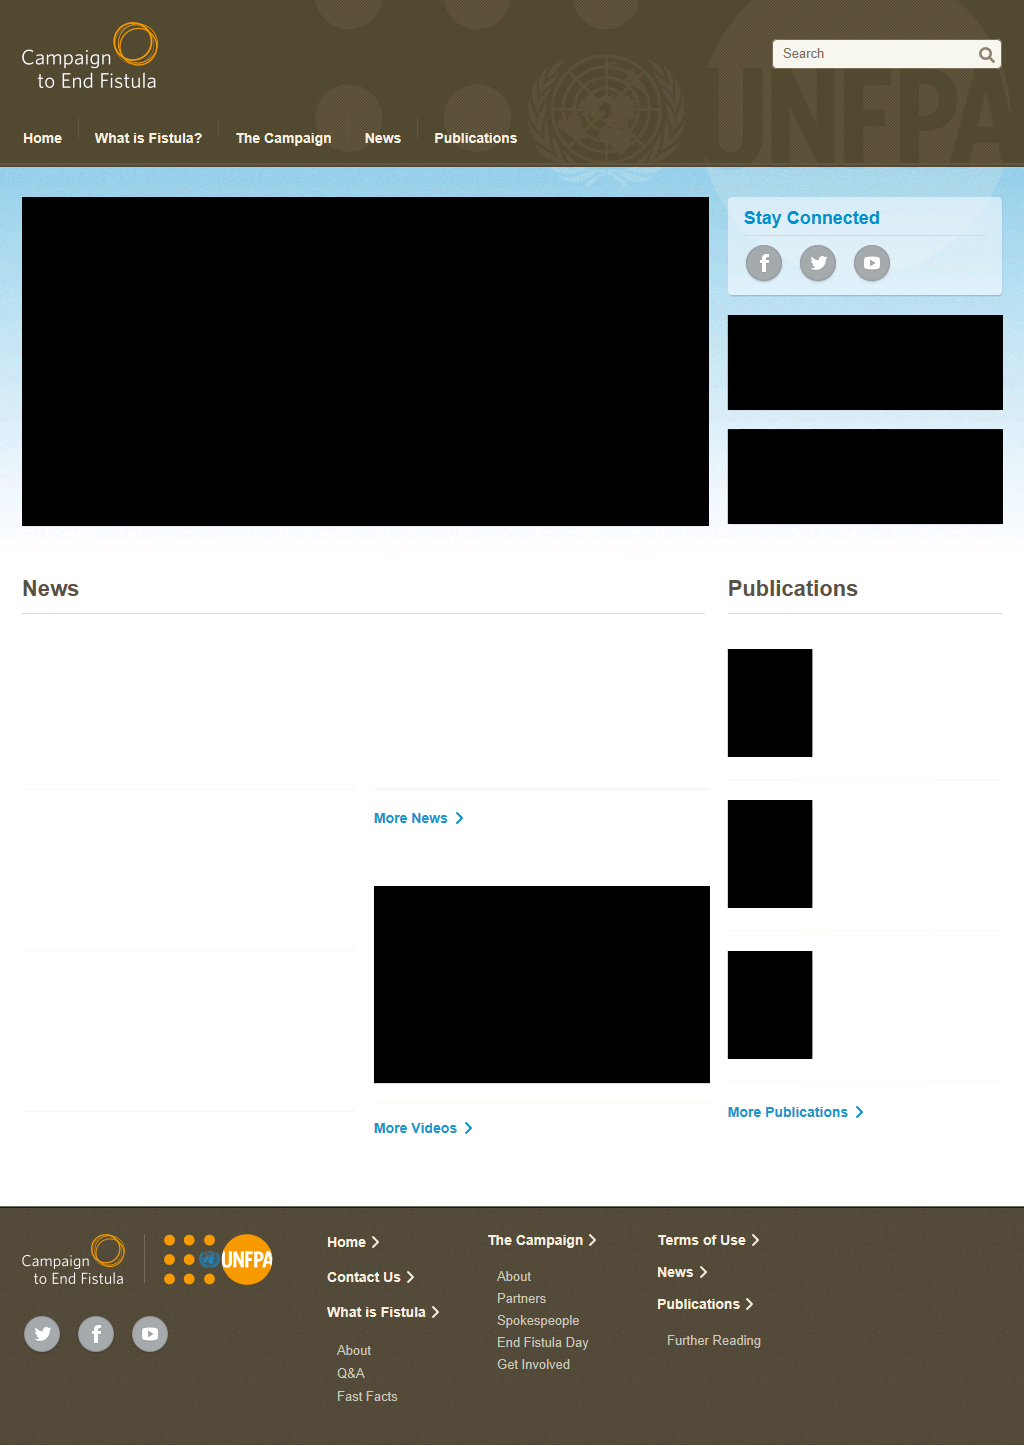 Campaign
to End Fistula
Search
UNFPA
Home
What is Fistula?
The Campaign
News
Publications
Stay Connected
News
Publications
More News
More Videos
More Publications
Campaign
to End Fistula
UNFPA
Home
Contact Us
What is Fistula
About
Q&A
Fast Facts
The Campaign
About
Partners
Spokespeople
End Fistula Day
Get Involved
Terms of Use
News
Publications
Further Reading